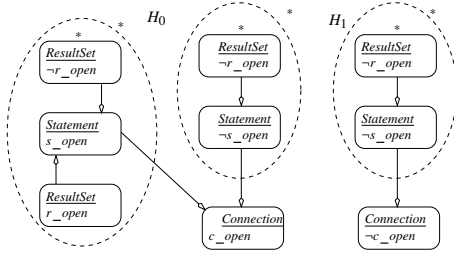 H0
*
*
ResultSet
¬r_open
Statement
s_open
ResultSet
r_open
*
*
ResultSet
¬r_open
Statement
¬s_open
Connection
c_open
H1
*
*
ResultSet
¬r_open
Statement
¬s_open
Connection
¬c_open